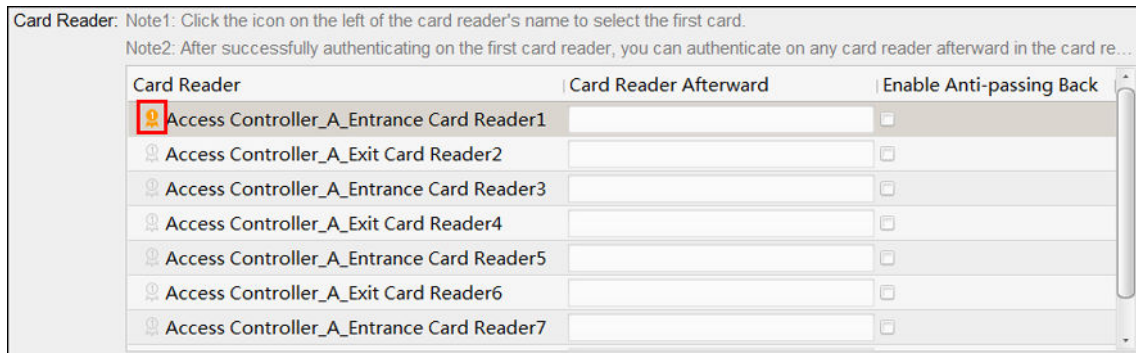 Card Reader: Note1: Click the icon on the left of the card reader's name to select the first card.
Note2: After successfully authenticating on the first card reader, you can authenticate on any card reader afterward in the card re...
Card Reader Card Reader Afterward Enable Anti-passing Back
Access Controller_A_Entrance Card Reader1
Access Controller_A_Exit Card Reader2
Access Controller_A_Entrance Card Reader3
Access Controller_A_Exit Card Reader4
Access Controller_A_Entrance Card Reader5
Access Controller_A_Exit Card Reader6
Access Controller_A_Entrance Card Reader7